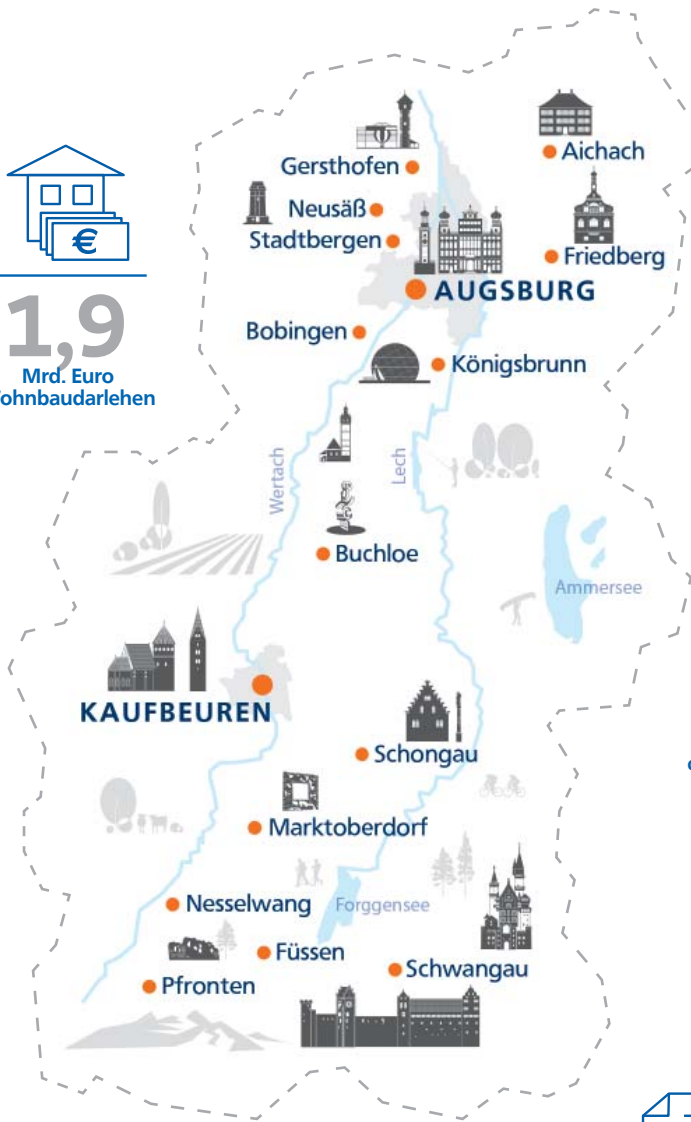 Gersthofen
Aichach
Neusäß
Stadtbergen
Friedberg
AUGSBURG
€
1,9
Mrd. Euro
ohnbaudarlehen
Bobingen
Königsbrunn
Wertach
Lech
Buchloe
Ammersee
KAUFBEUREN
Schongau
Marktoberdorf
Nesselwang
Forggensee
Füssen
Schwangau
Pfronten